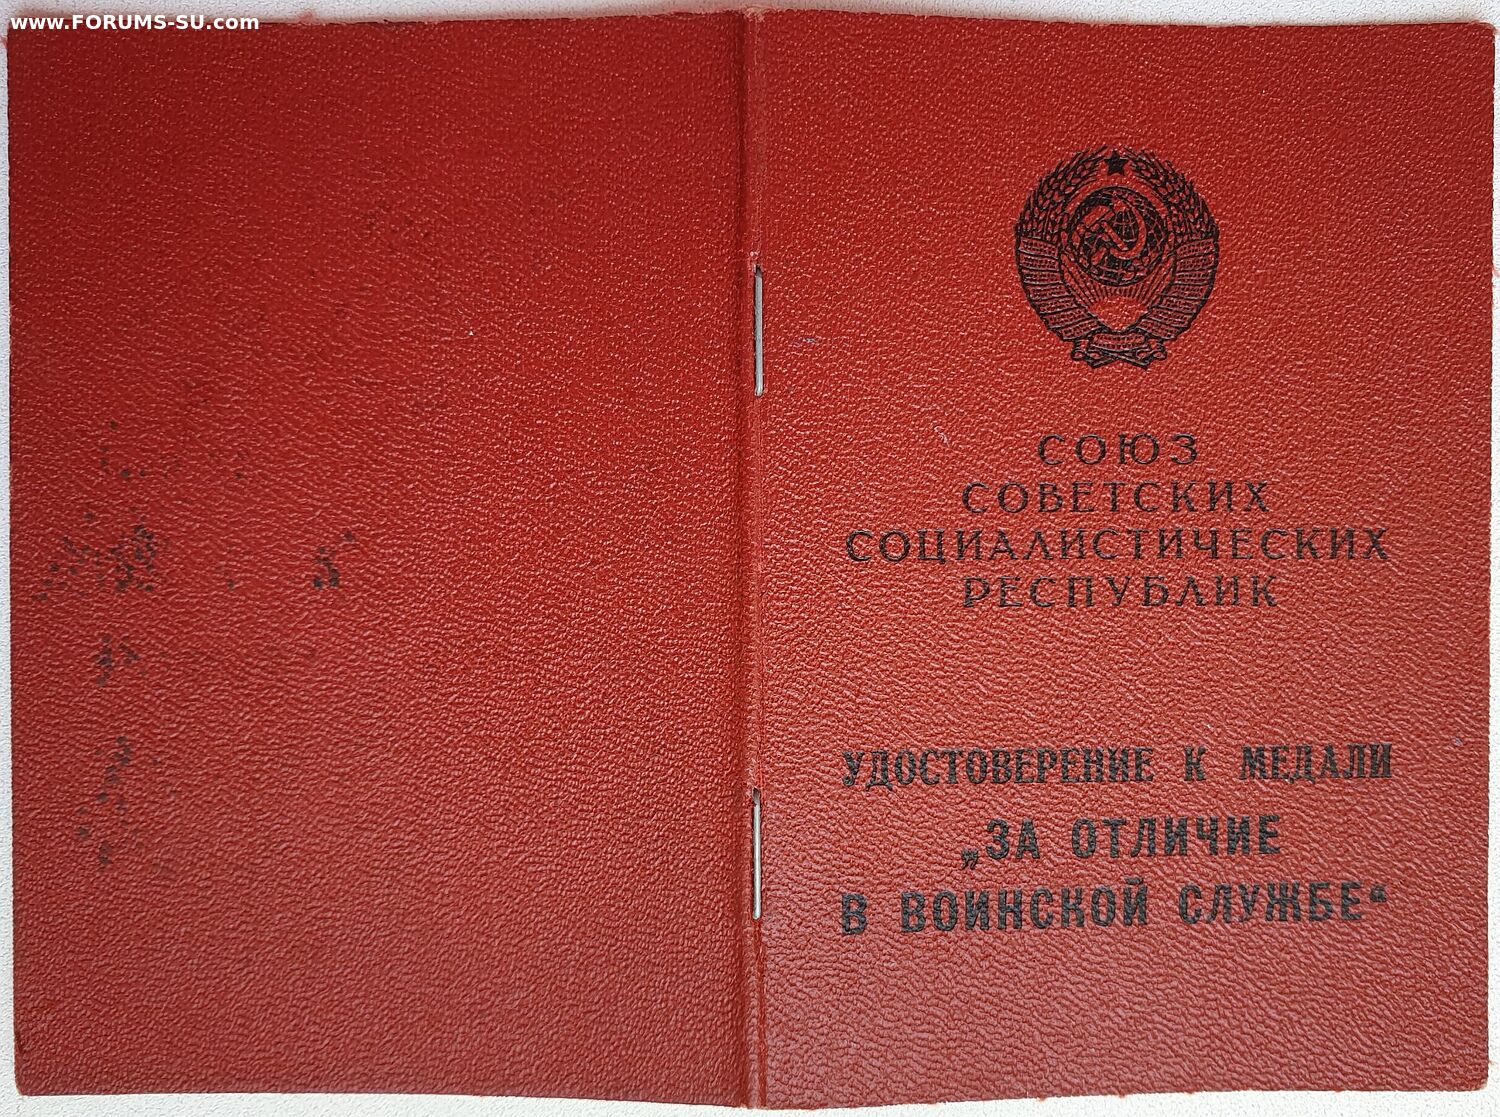 www.FORUMS-SU.com
СОЮЗ
СОВЕТСКИХ
СОЦИАЛИСТИЧЕСКИХ
РЕСПУБЛИК
УДОСТОВЕРЕНИЕ К МЕДАЛИ
„ЗА ОТЛИЧИЕ
В ВОИНСКОЙ СЛУЖБЕ“